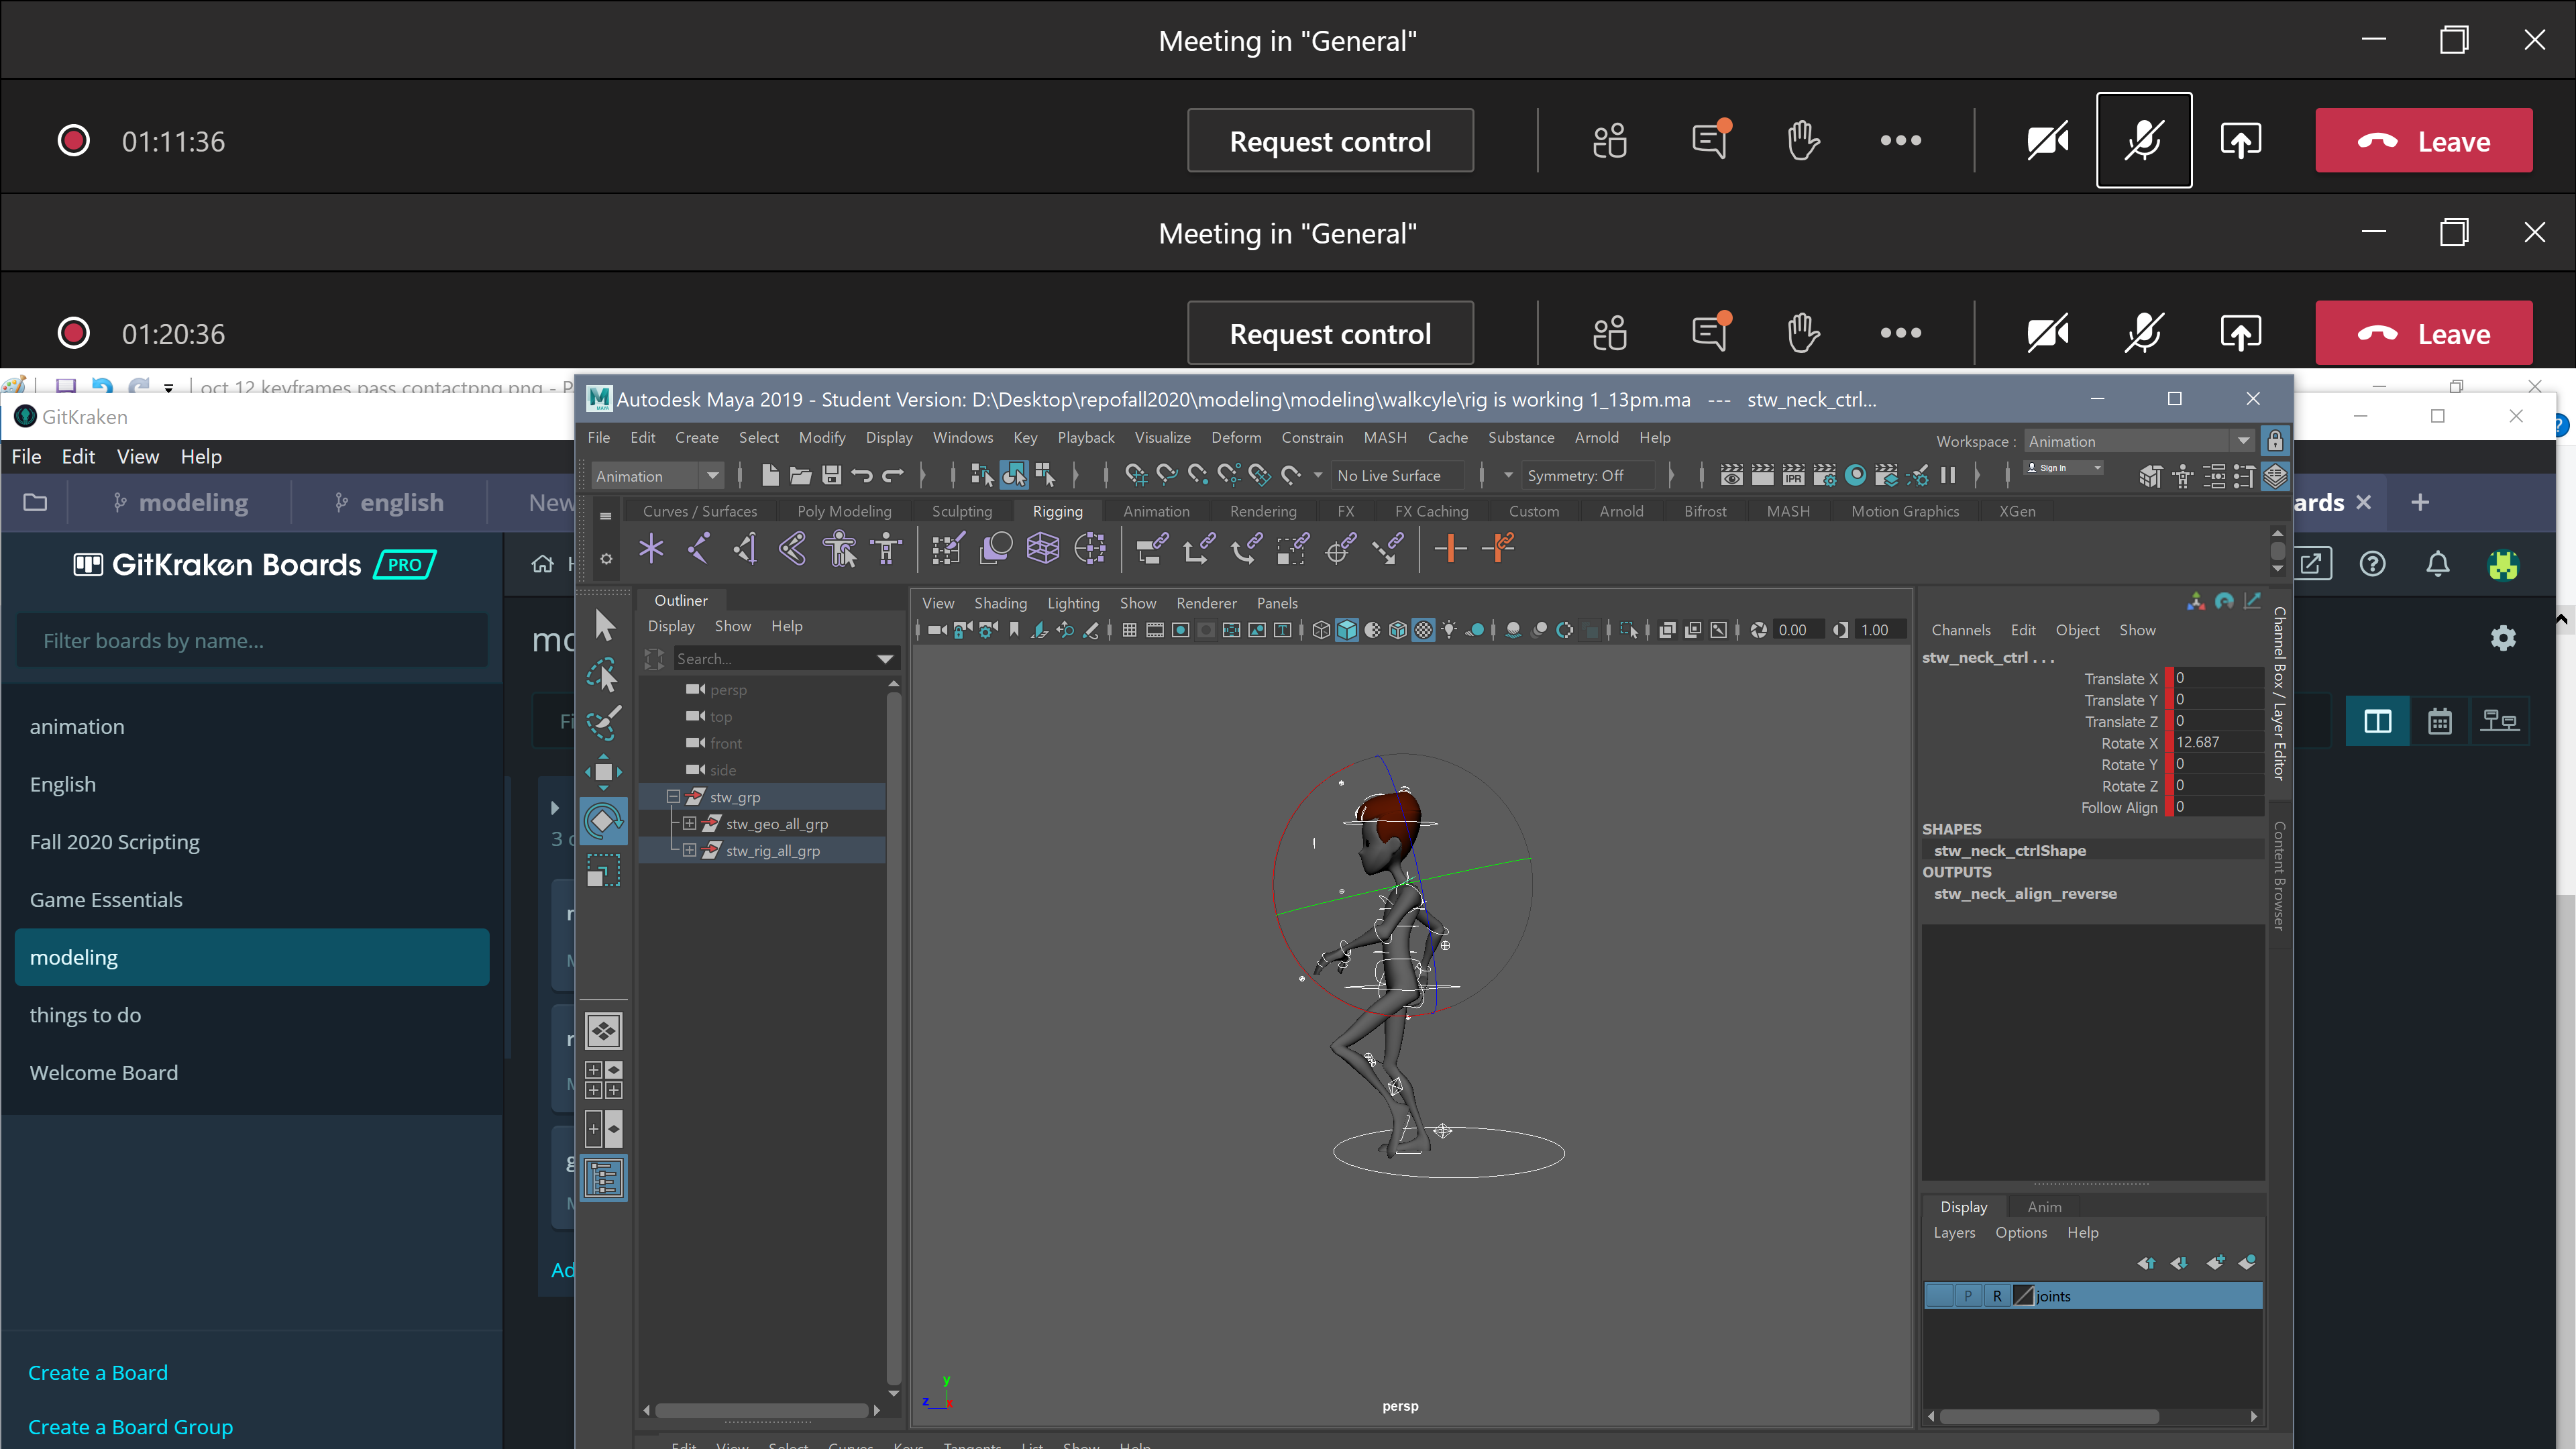 Meeting in "General"
01:11:36
Request control
Leave
Meeting in "General"
01:20:36
Request control
Leave
oct 12 keyframes pass contactpng.png - P
GitKraken
File Edit View Help
modeling
english
New
ards
GitKraken Boards PRO
Filter boards by name...
animation
English
Fall 2020 Scripting
Game Essentials
modeling
things to do
Welcome Board
Create a Board
Create a Board Group
mo
Fi
3 c
Ad
Autodesk Maya 2019 - Student Version: D:\Desktop\repofall2020\modeling\modeling\walkcyle\rig is working 1_13pm.ma --- stw_neck_ctrl...
File Edit Create Select Modify Display Windows Key Playback Visualize Deform Constrain MASH Cache Substance Arnold Help
Workspace : Animation
Animation
No Live Surface
Symmetry: Off
IPR
Sign In
Curves / Surfaces Poly Modeling Sculpting Rigging Animation Rendering FX FX Caching Custom Arnold Bifrost MASH Motion Graphics XGen
Outliner
Display Show Help
Search...
persp
top
front
side
stw_grp
stw_geo_all_grp
stw_rig_all_grp
View Shading Lighting Show Renderer Panels
0.00
1.00
y
z
x
persp
Channels Edit Object Show
stw_neck_ctrl . . .
Translate X 0
Translate Y 0
Translate Z 0
Rotate X 12.687
Rotate Y 0
Rotate Z 0
Follow Align 0
SHAPES
stw_neck_ctrlShape
OUTPUTS
stw_neck_align_reverse
Channel Box / Layer Editor
Content Browser
Display Anim
Layers Options Help
P R joints
Edit View Select Curves Keys Tangents List Show Help